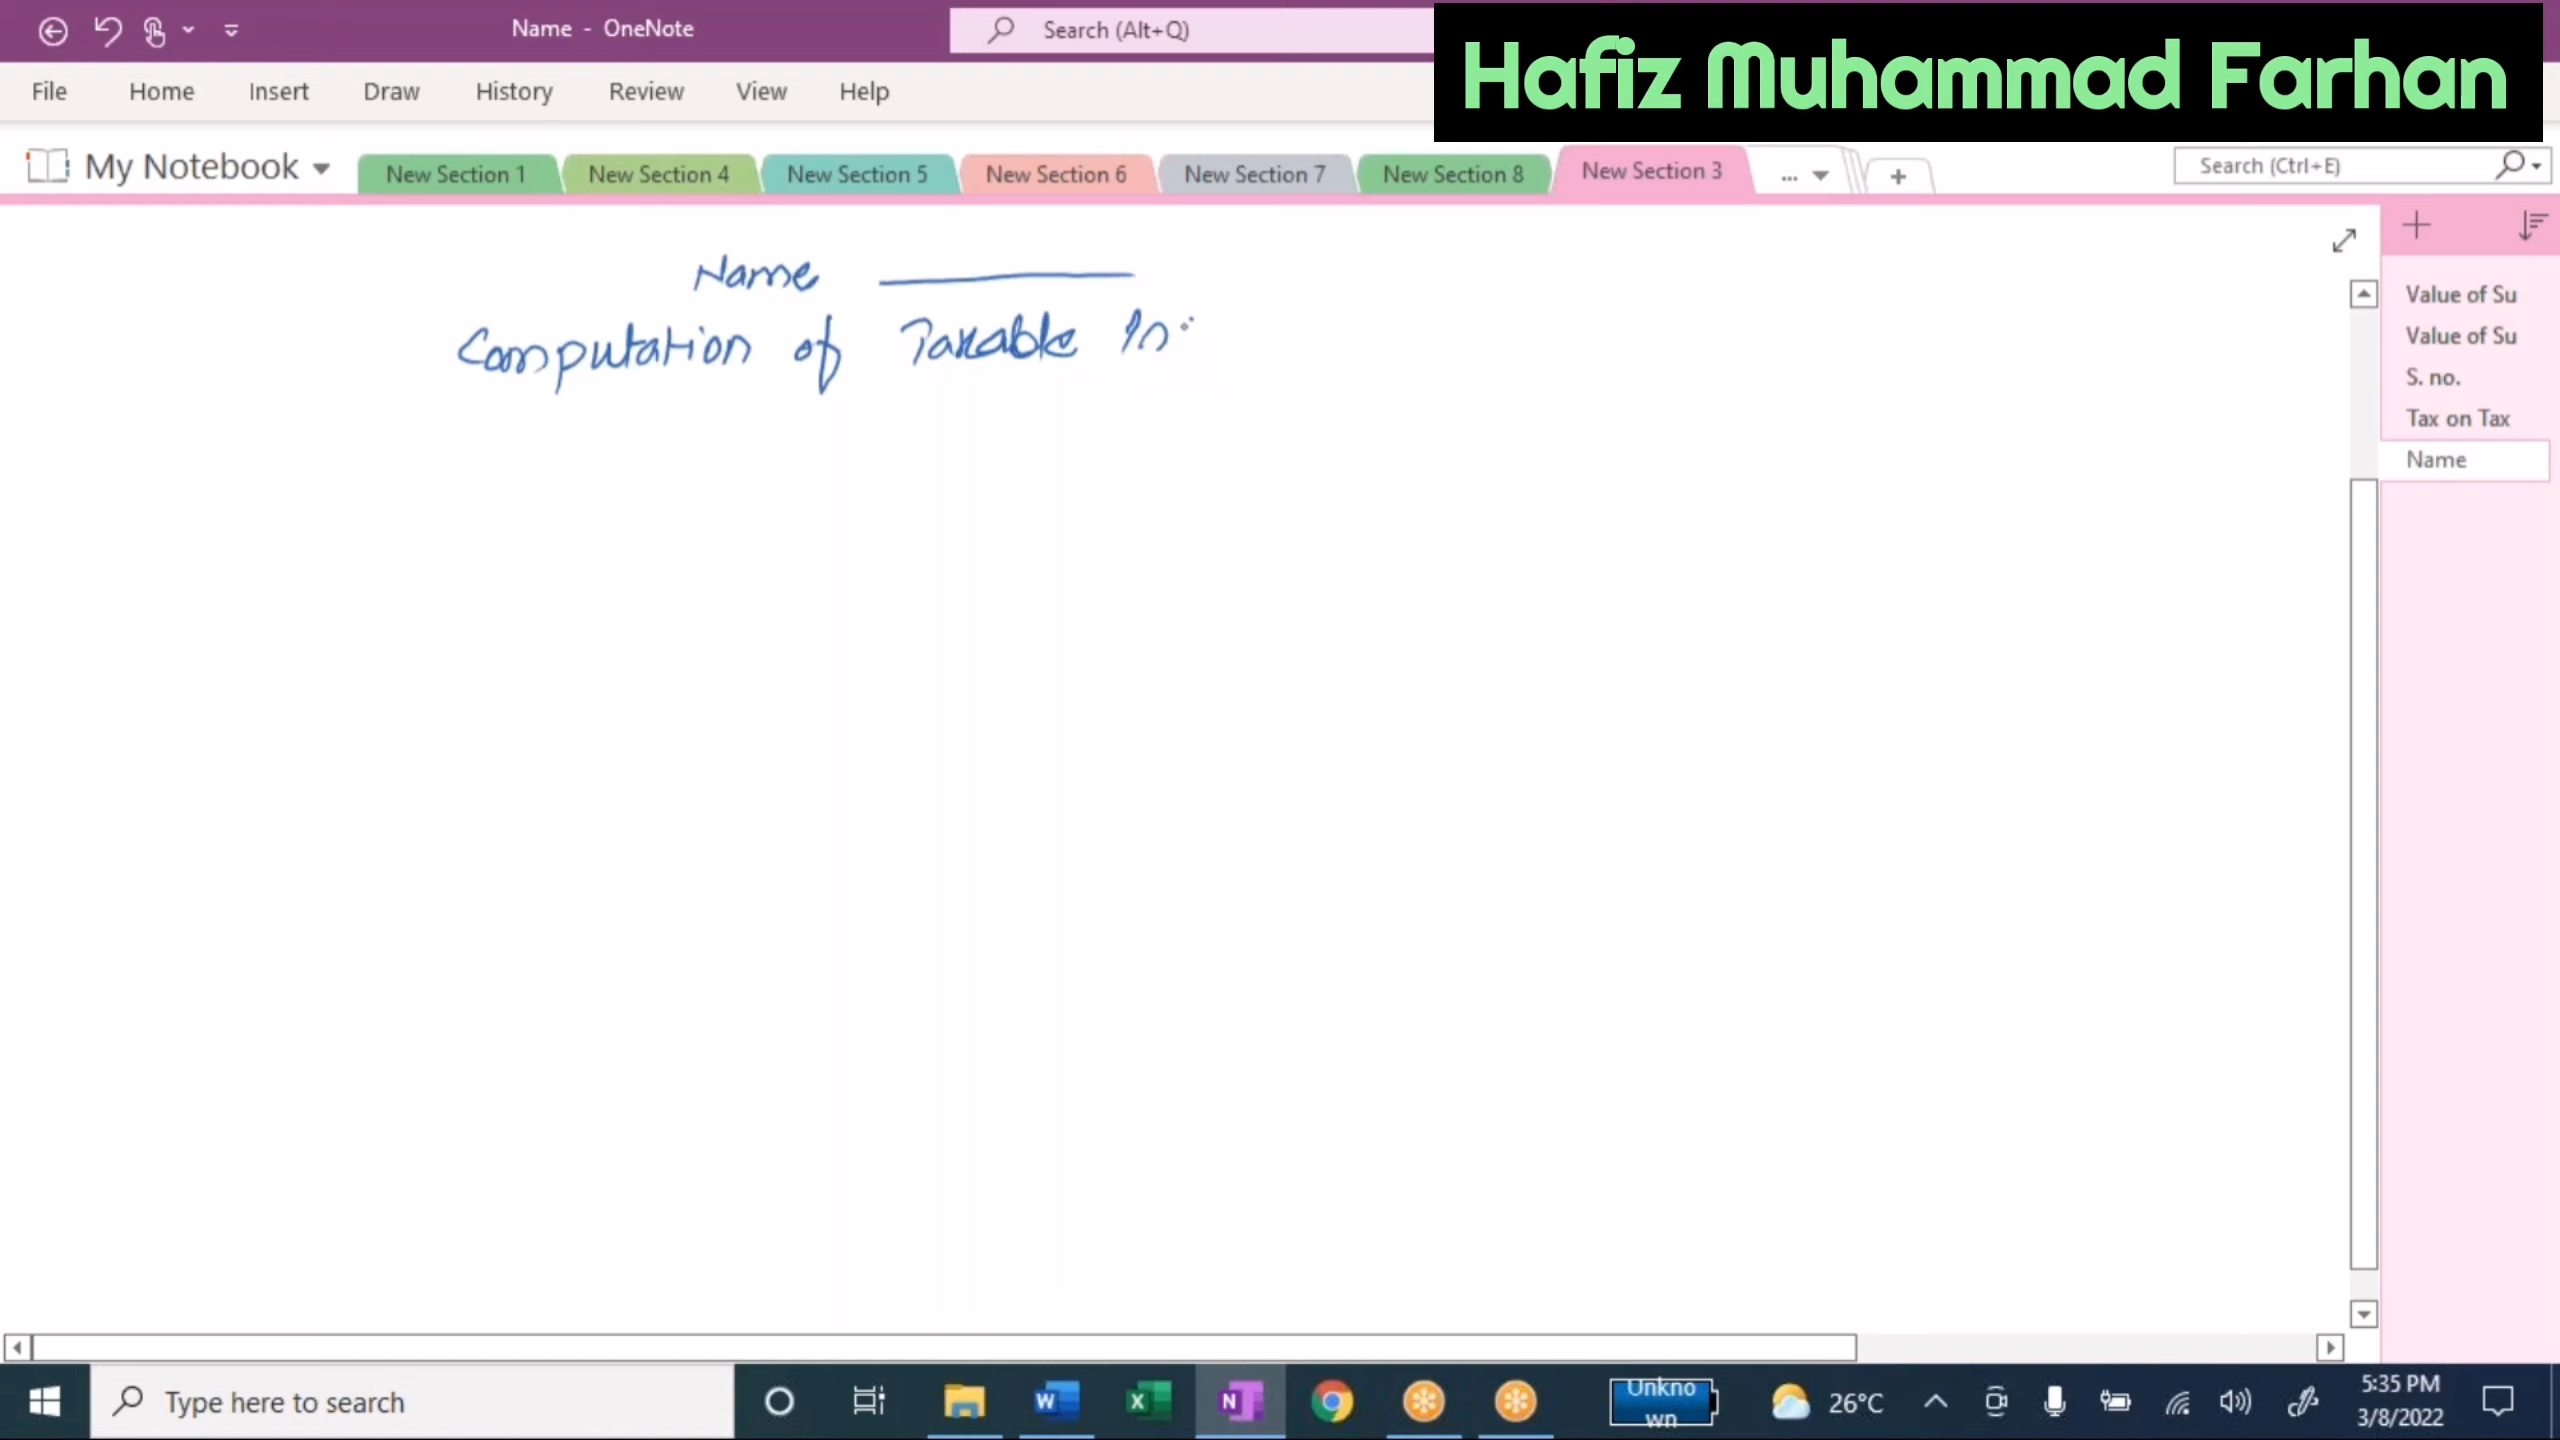 Name - OneNote
Search (Alt+Q)
Hafiz Muhammad Farhan
File Home Insert Draw History Review View Help
My Notebook
New Section 1
New Section 4
New Section 5
New Section 6
New Section 7
New Section 8
New Section 3
...
+
Search (Ctrl+E)
Name
Computation of Taxable In
Value of Su
Value of Su
S. no.
Tax on Tax
Name
Type here to search
Unkno
wn
26°C
5:35 PM
3/8/2022